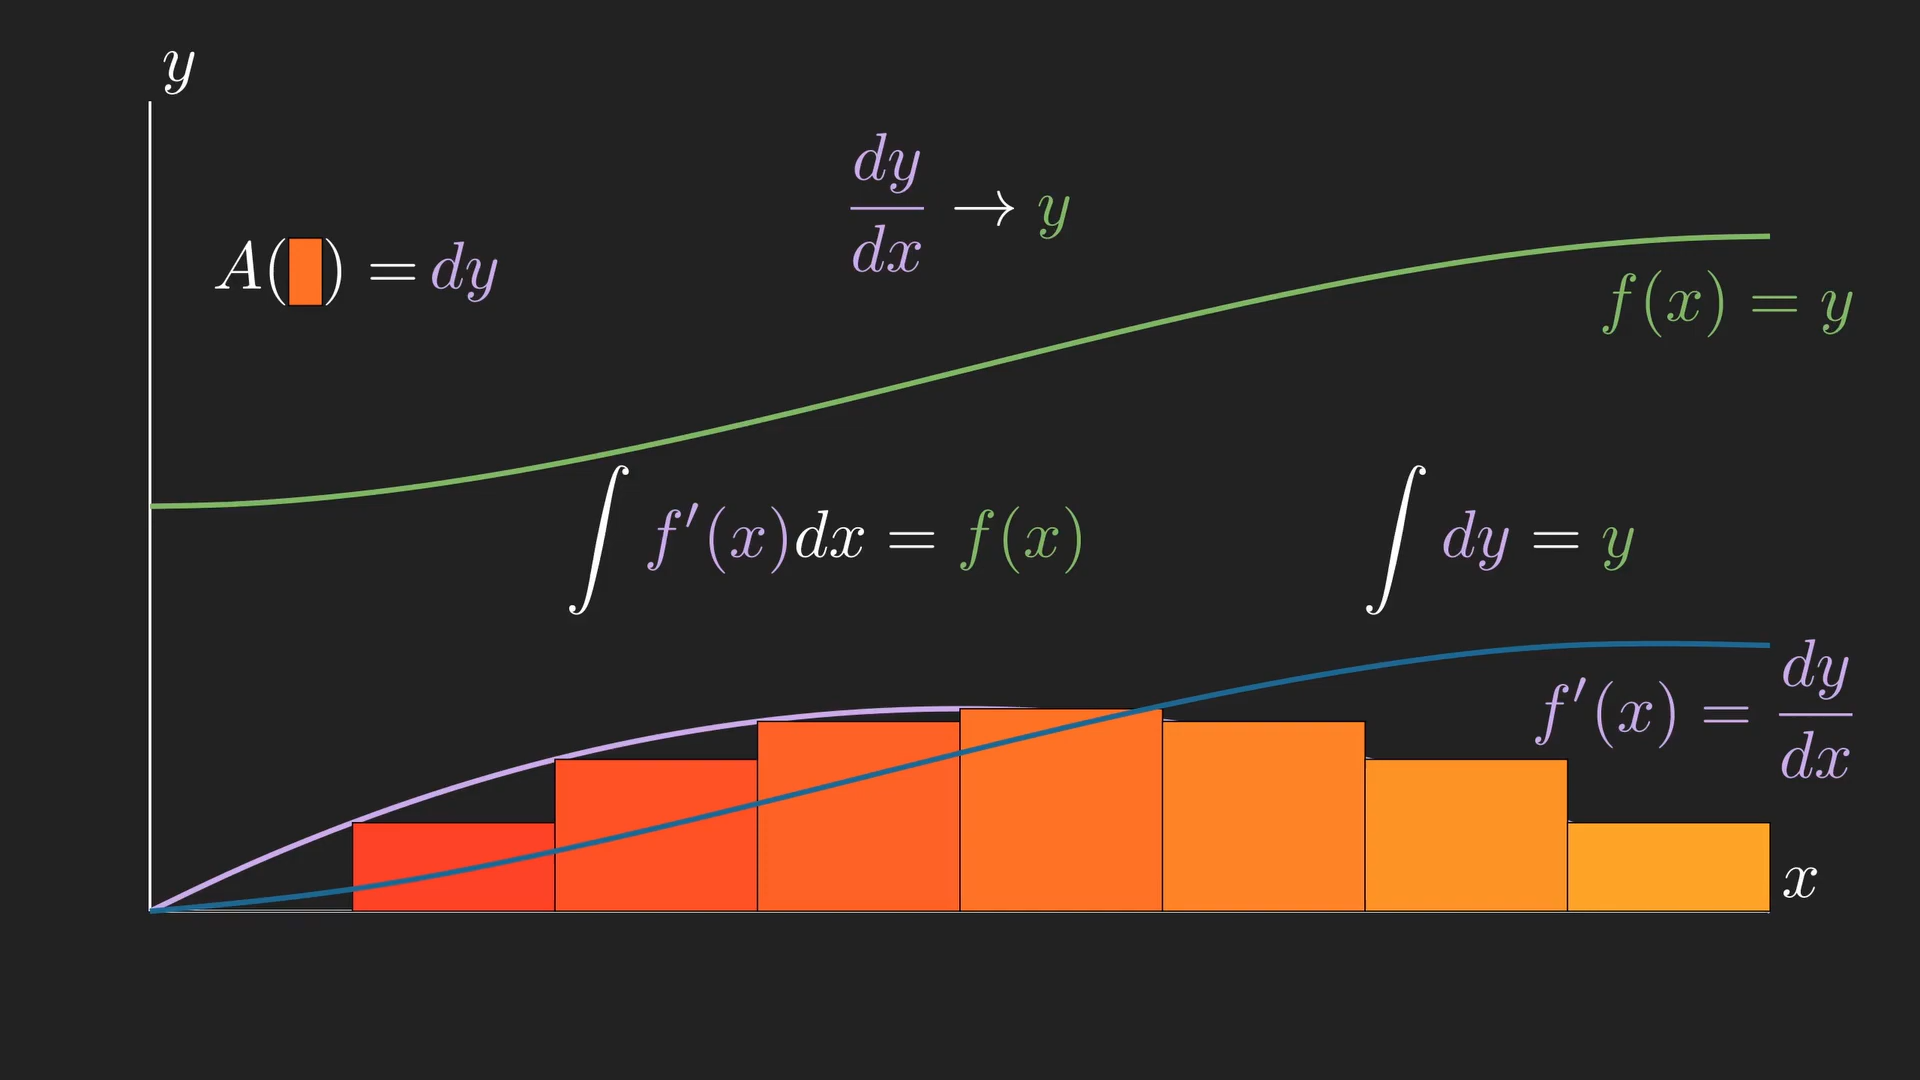 y
dy/dx → y
A( ) = dy
f(x) = y
∫ f′(x)dx = f(x)
∫ dy = y
f′(x) = dy/dx
x